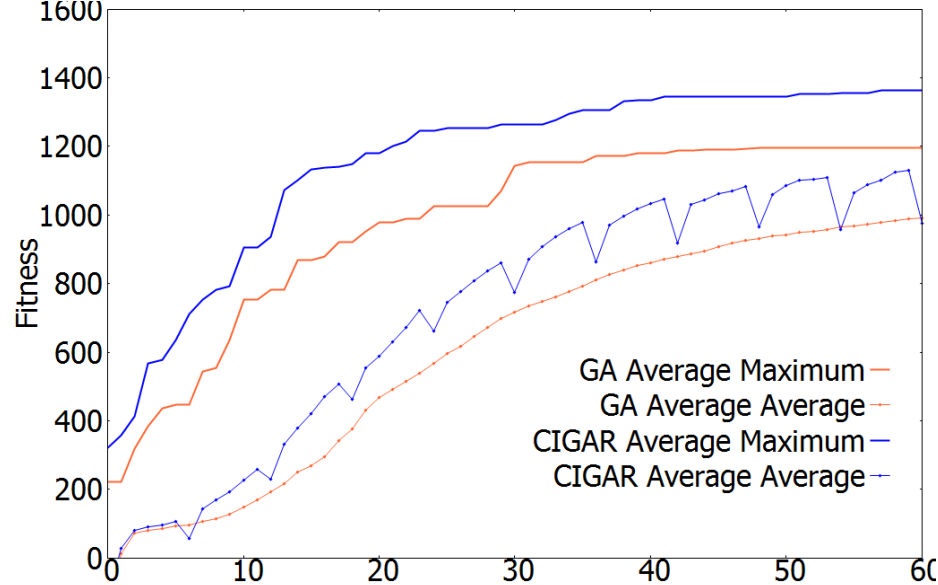 1600
1400
1200
1000
800
600
400
200
0
Fitness
GA Average Maximum
GA Average Average
CIGAR Average Maximum
CIGAR Average Average
0 10 20 30 40 50 60